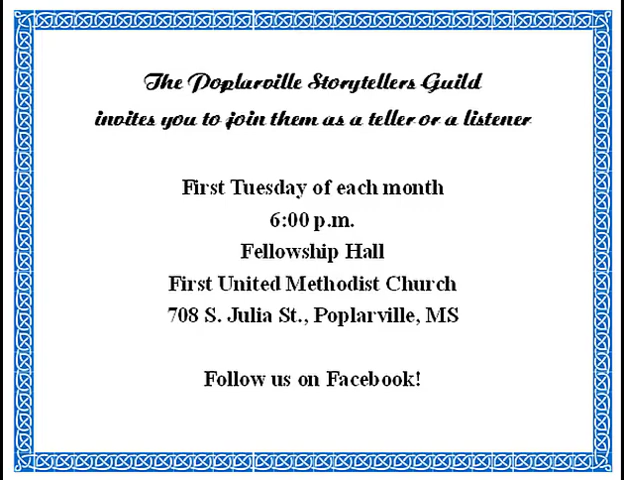 The Poplarville Storytellers Guild
invites you to join them as a teller or a listener
First Tuesday of each month
6:00 p.m.
Fellowship Hall
First United Methodist Church
708 S. Julia St., Poplarville, MS
Follow us on Facebook!